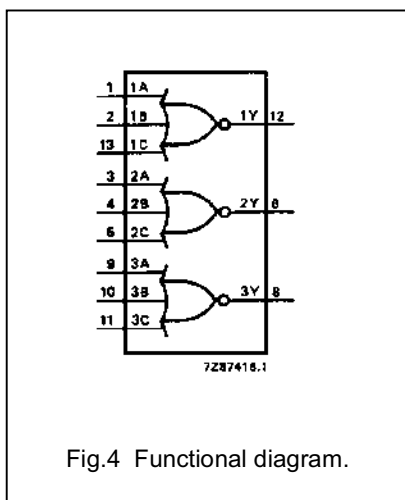 1 1A
2 1B 1Y 12
13 1C
3 2A
4 2B 2Y 6
5 2C
9 3A
10 3B 3Y 8
11 3C
7Z87416.1
Fig.4 Functional diagram.